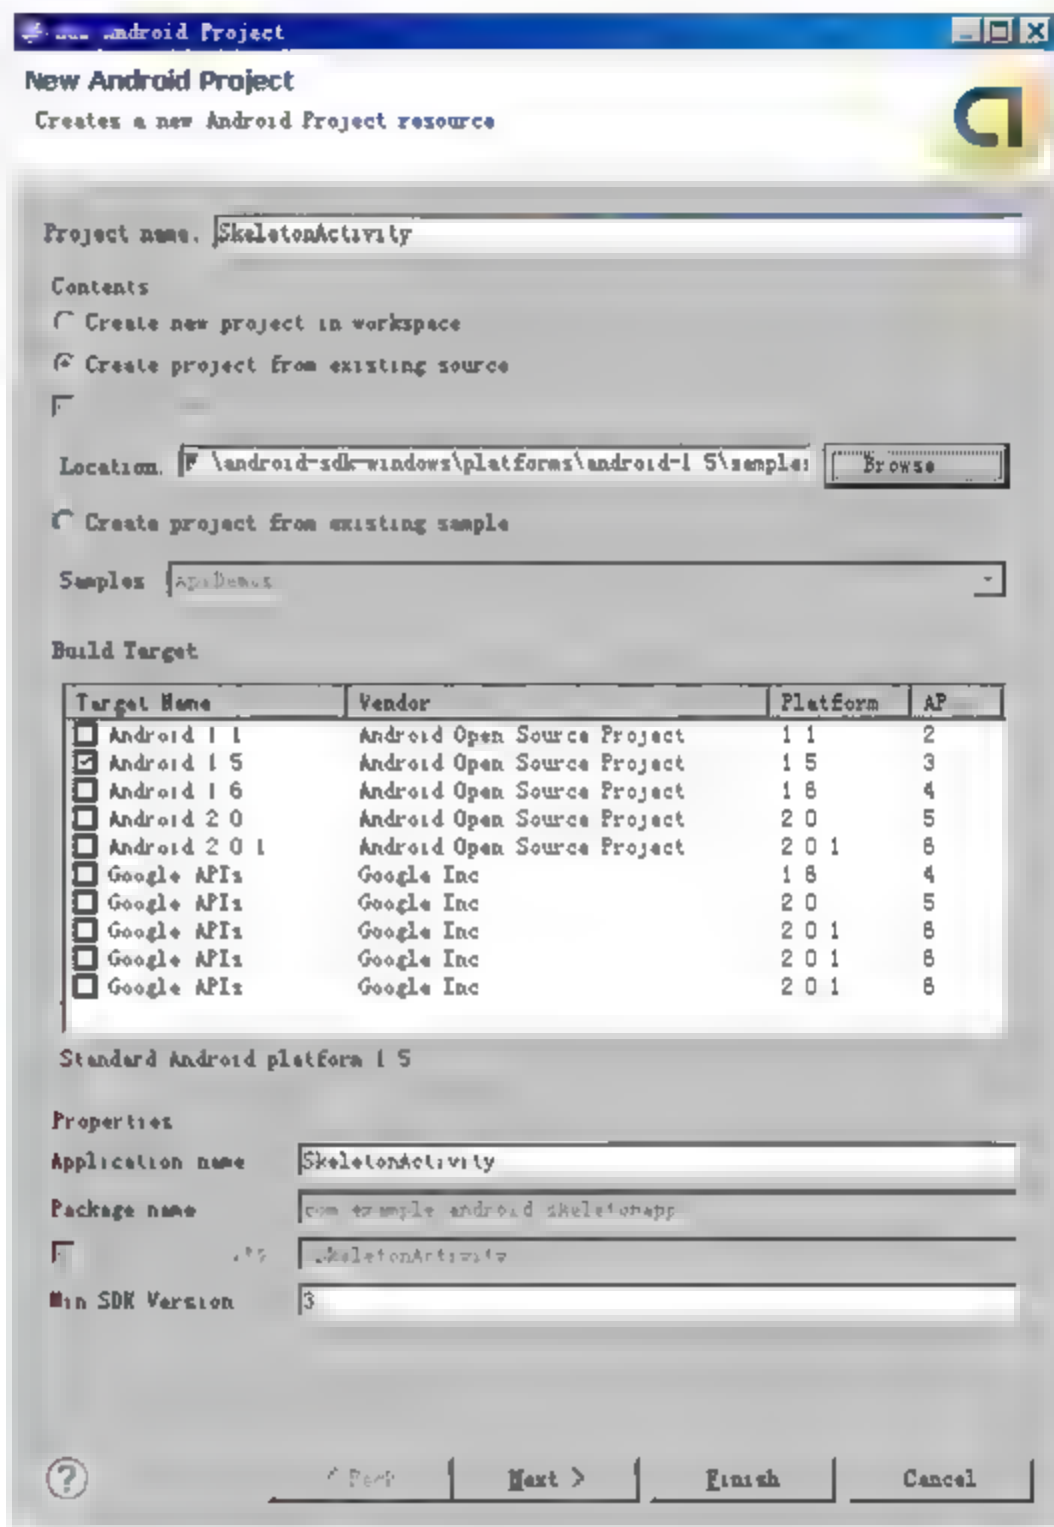 Android Project
New Android Project
Creates a new Android Project resource
Project name: SkeletonActivity
Contents
Create new project in workspace
Create project from existing source
Location: \android-sdk-windows\platforms\android-1.5\samples Browse
Create project from existing sample
Samples ApiDemos
Build Target
Target Name Vendor Platform AP
Android 1.1 Android Open Source Project 1.1 2
Android 1.5 Android Open Source Project 1.5 3
Android 1.6 Android Open Source Project 1.6 4
Android 2.0 Android Open Source Project 2.0 5
Android 2.0.1 Android Open Source Project 2.0.1 6
Google APIs Google Inc 1.6 4
Google APIs Google Inc 2.0 5
Google APIs Google Inc 2.0.1 6
Google APIs Google Inc 2.0.1 6
Google APIs Google Inc 2.0.1 6
Standard Android platform 1.5
Properties
Application name SkeletonActivity
Package name com.example.android.skeletonapp
.SkeletonActivity
Min SDK Version 3
? < Back Next > Finish Cancel